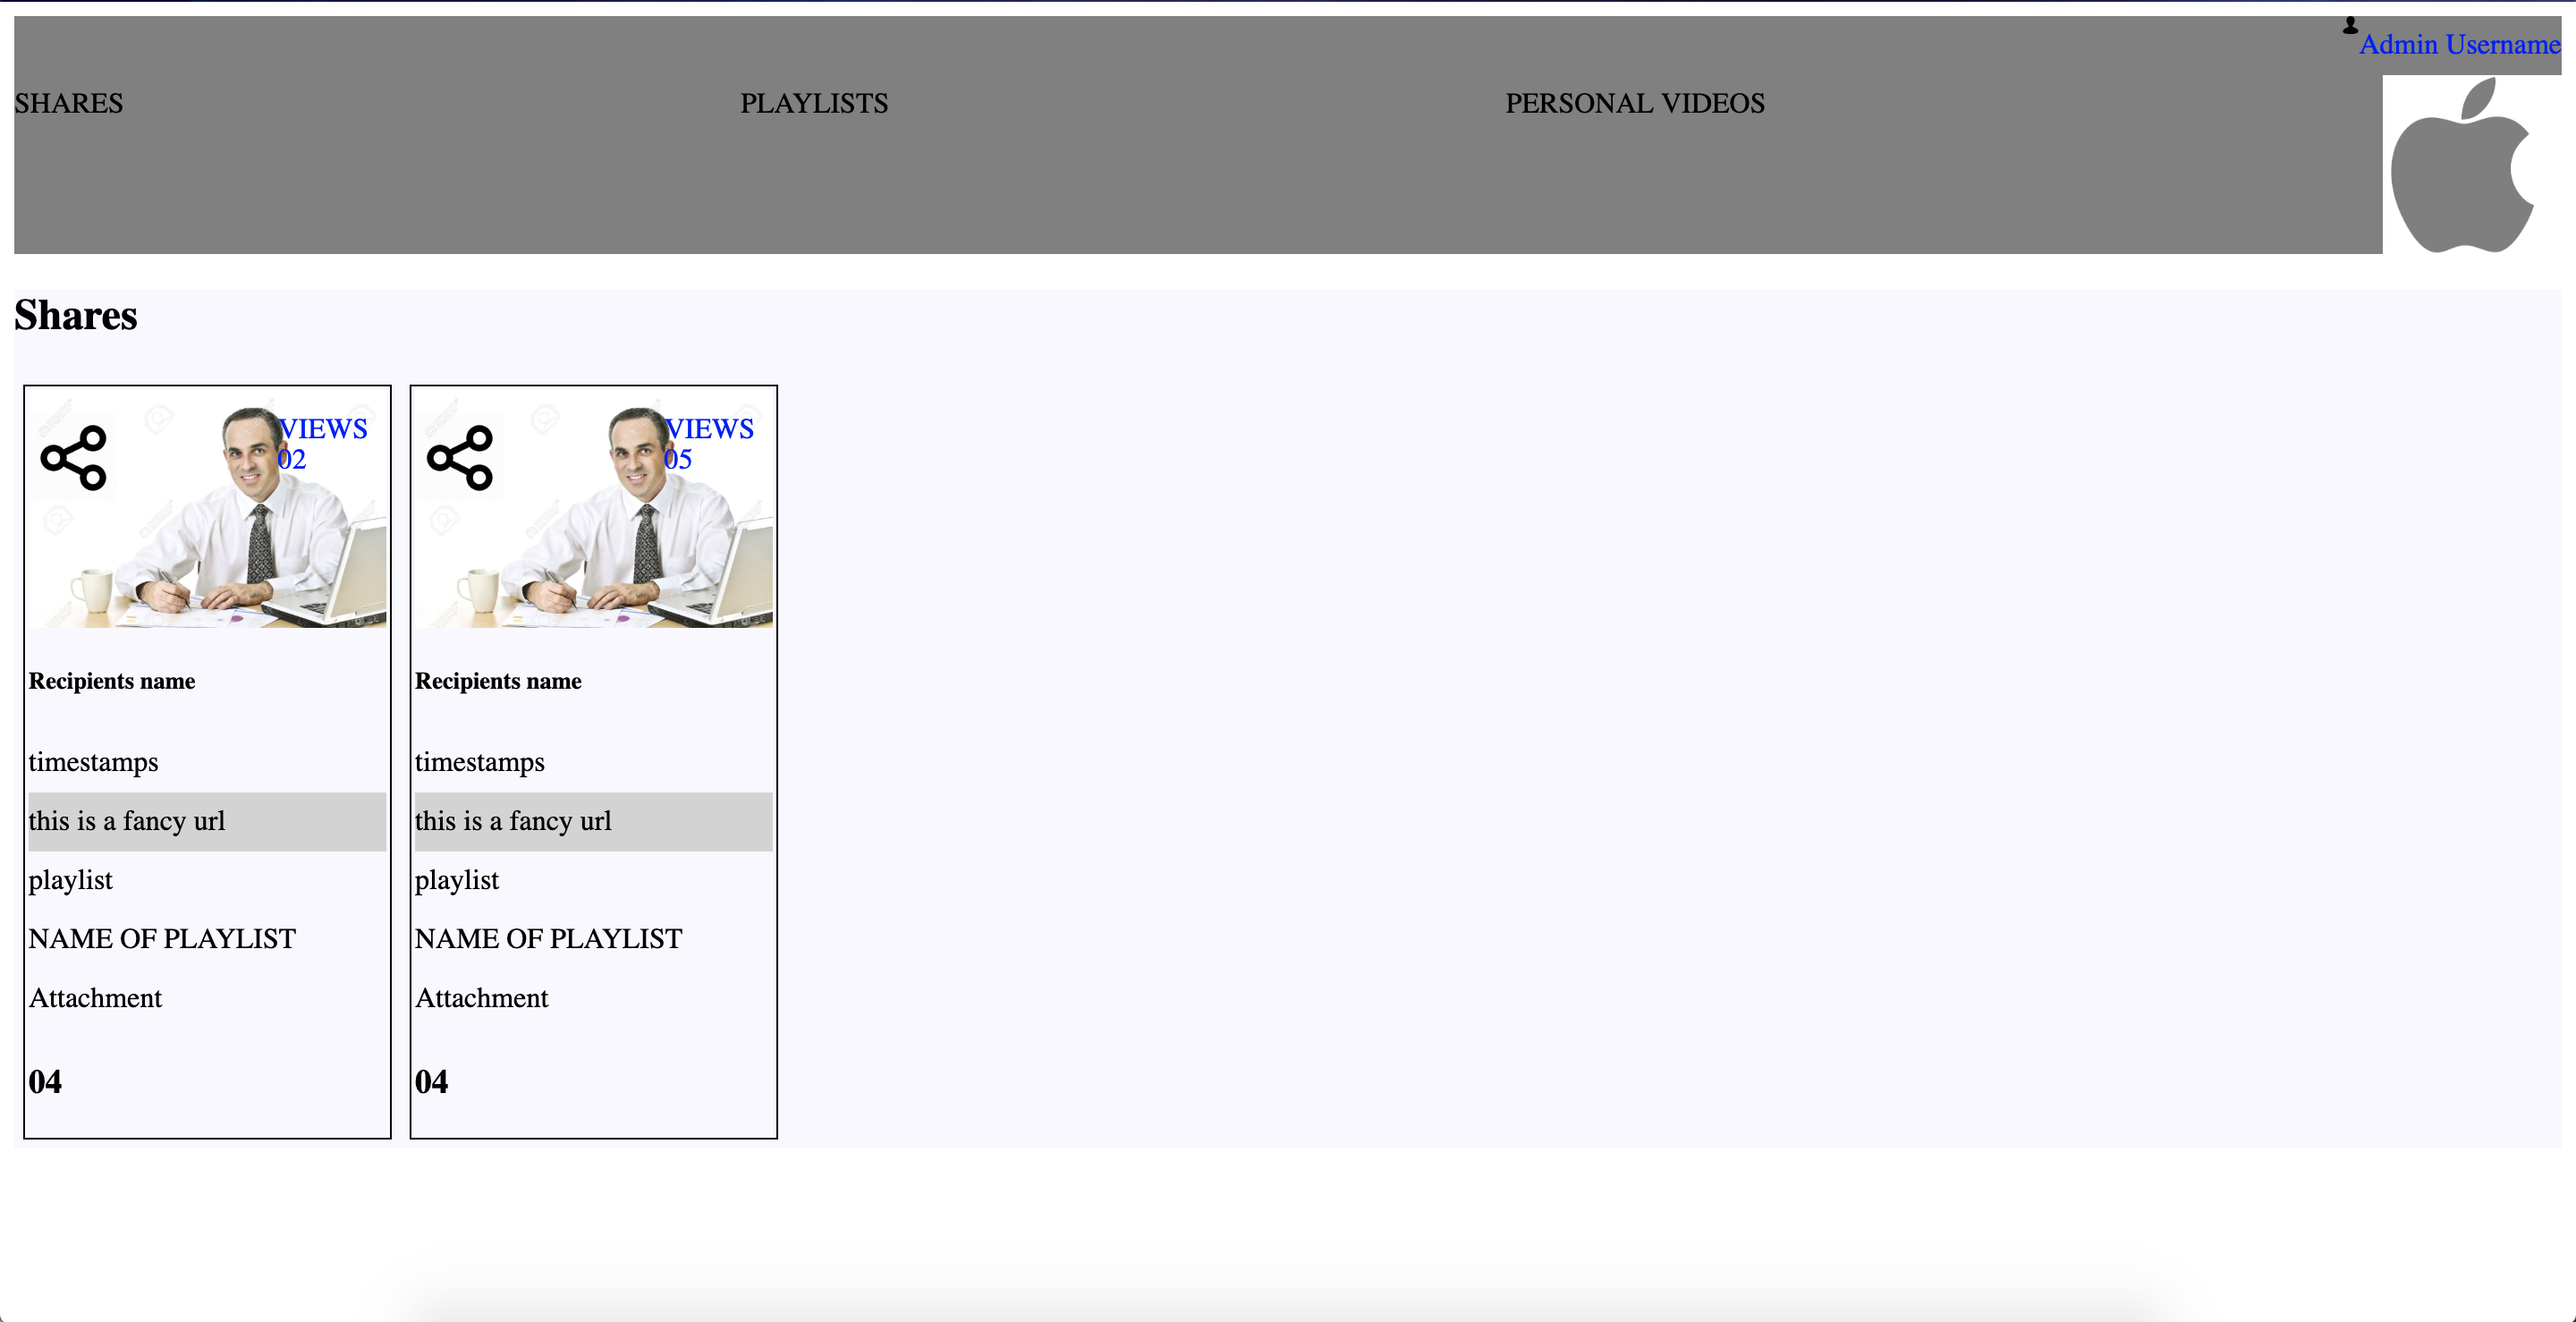 Admin Username
SHARES PLAYLISTS PERSONAL VIDEOS
Shares
VIEWS
02
Recipients name
timestamps
this is a fancy url
playlist
NAME OF PLAYLIST
Attachment
04
VIEWS
05
Recipients name
timestamps
this is a fancy url
playlist
NAME OF PLAYLIST
Attachment
04